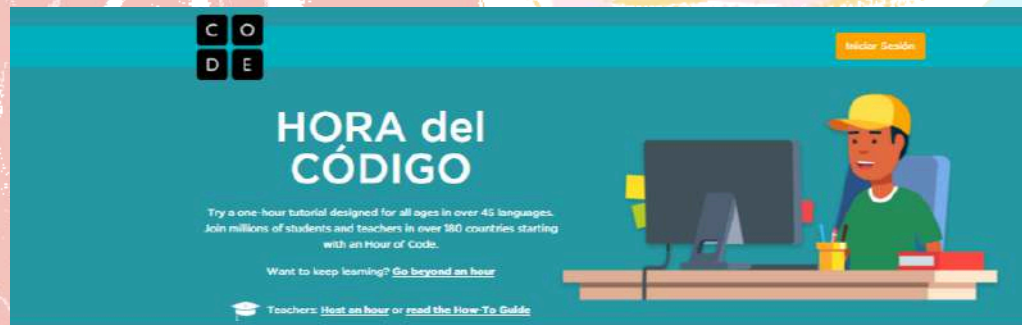 C O
D E
Iniciar Sesión
HORA del
CÓDIGO
Try a one-hour tutorial designed for all ages in over 45 languages.
Join millions of students and teachers in over 180 countries starting
with an Hour of Code.
Want to keep learning? Go beyond an hour
Teachers: Host an hour or read the How-To Guide